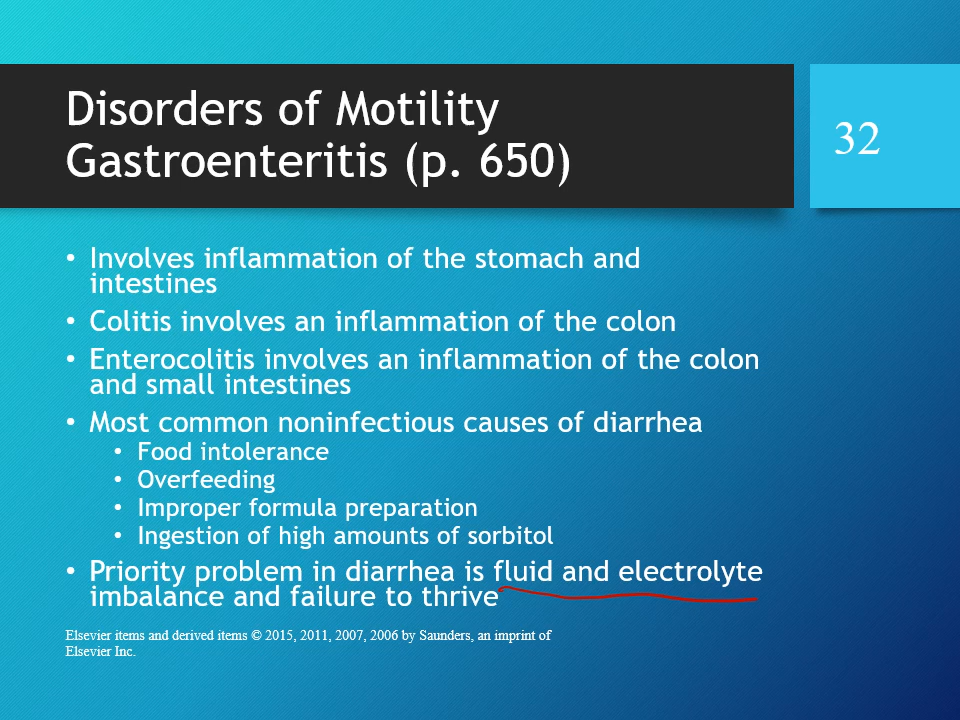 Disorders of Motility
Gastroenteritis (p. 650)
32
• Involves inflammation of the stomach and
intestines
• Colitis involves an inflammation of the colon
• Enterocolitis involves an inflammation of the colon
and small intestines
• Most common noninfectious causes of diarrhea
• Food intolerance
• Overfeeding
• Improper formula preparation
• Ingestion of high amounts of sorbitol
• Priority problem in diarrhea is fluid and electrolyte
imbalance and failure to thrive
Elsevier items and derived items © 2015, 2011, 2007, 2006 by Saunders, an imprint of
Elsevier Inc.